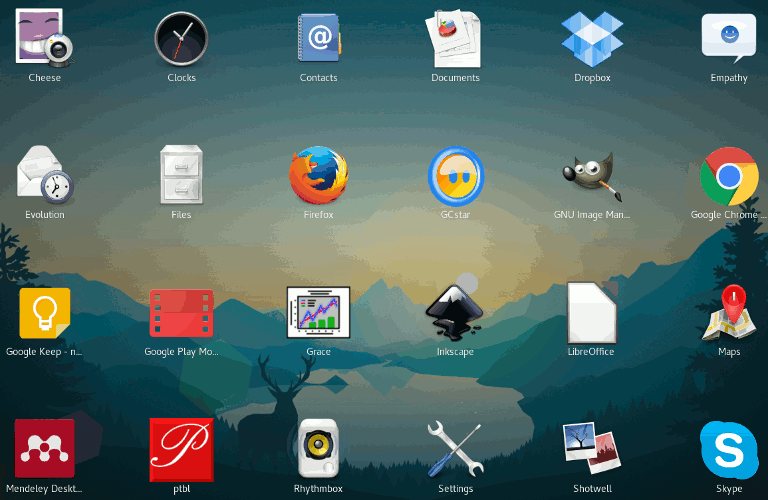 Cheese
Clocks
Contacts
Documents
Dropbox
Empathy
Evolution
Files
Firefox
GCstar
GNU Image Man...
Google Chrome ...
Google Keep - n...
Google Play Mo...
Grace
Inkscape
LibreOffice
Maps
Mendeley Deskt...
ptbl
Rhythmbox
Settings
Shotwell
Skype